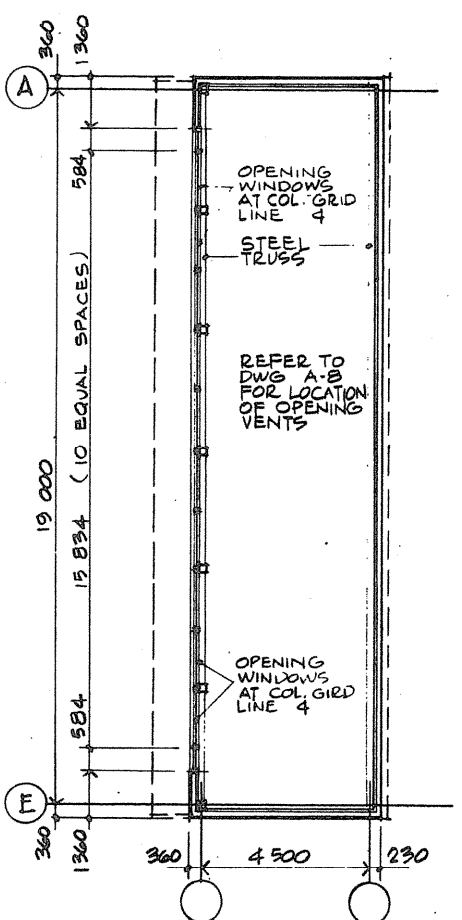 360
1360
A
584
OPENING
WINDOWS
AT COL. GRID
LINE 4
STEEL
TRUSS
REFER TO
DWG A-8
FOR LOCATION
OF OPENING
VENTS
19 000
15 834 (10 EQUAL SPACES)
OPENING
WINDOWS
AT COL. GIRD
LINE 4
584
E
360
1360
360
4 500
230